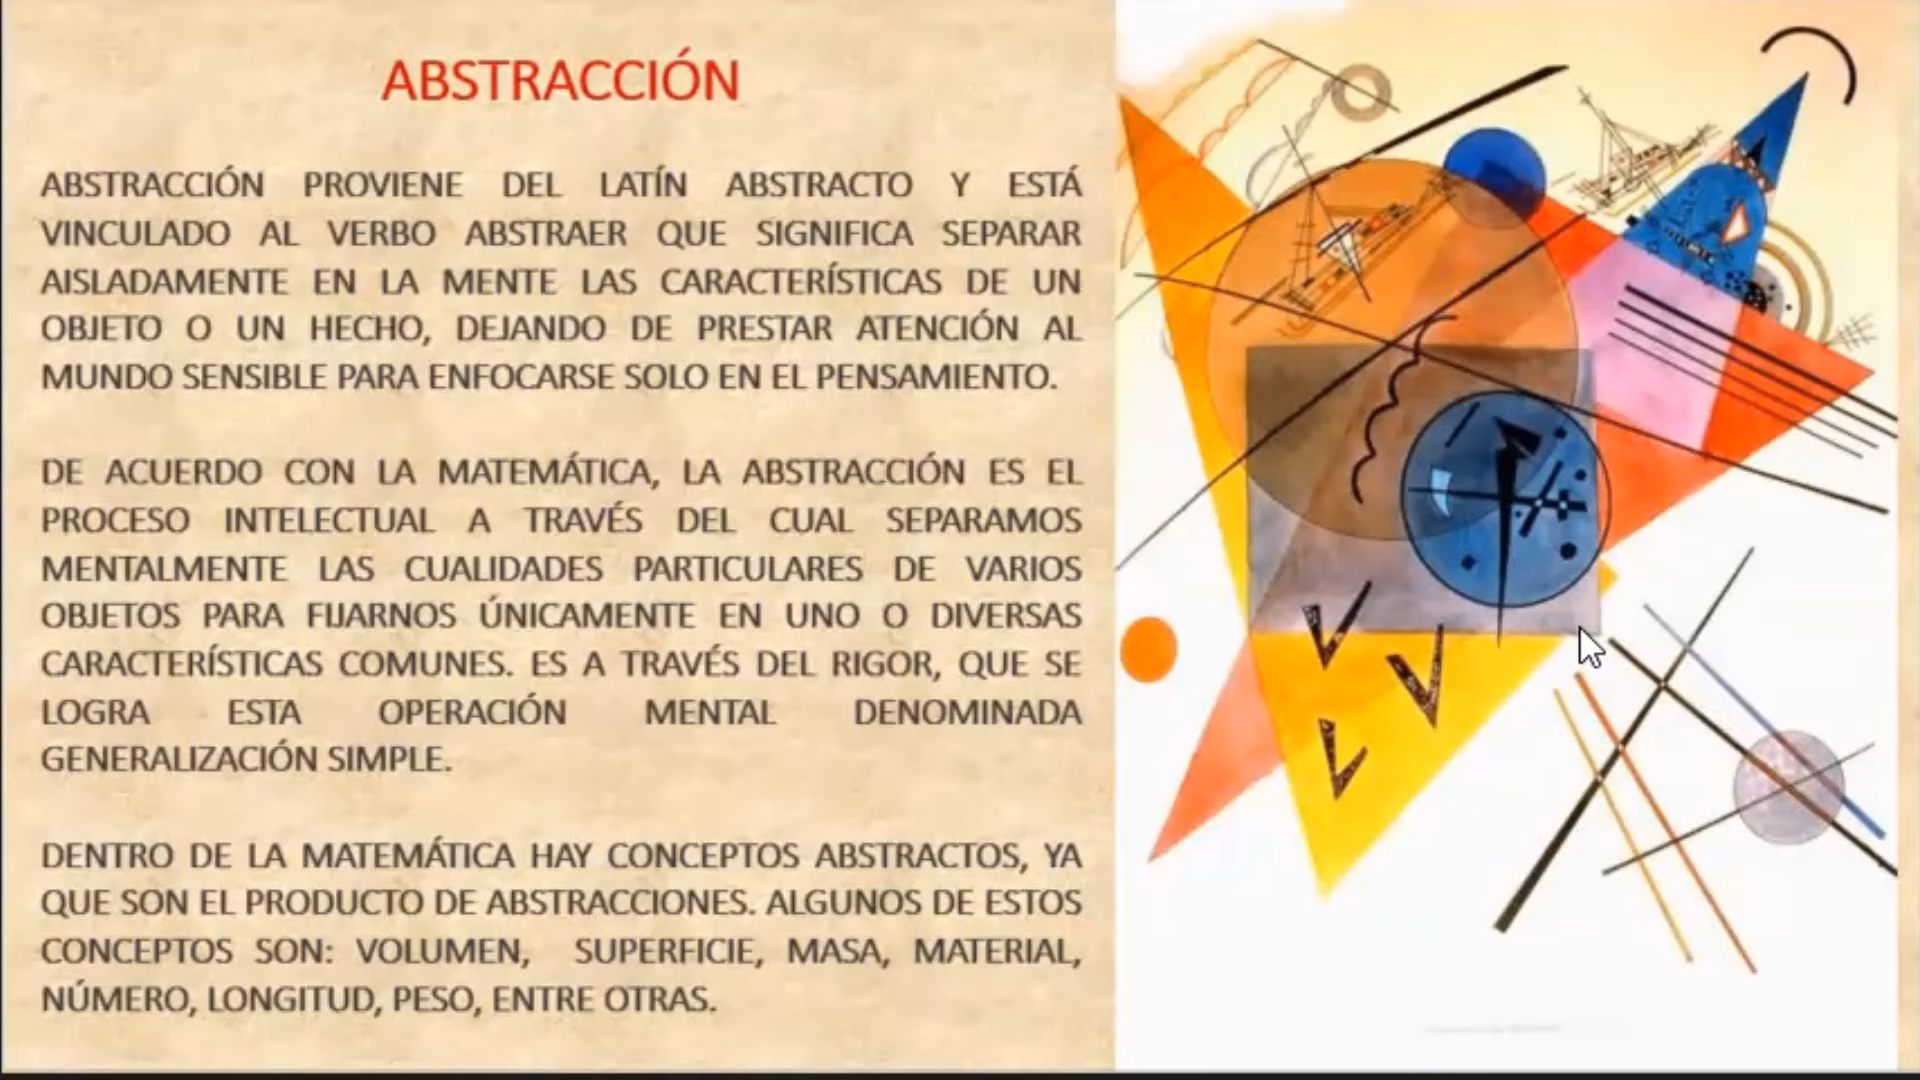 ABSTRACCIÓN
ABSTRACCIÓN PROVIENE DEL LATÍN ABSTRACTO Y ESTÁ
VINCULADO AL VERBO ABSTRAER QUE SIGNIFICA SEPARAR
AISLADAMENTE EN LA MENTE LAS CARACTERÍSTICAS DE UN
OBJETO O UN HECHO, DEJANDO DE PRESTAR ATENCIÓN AL
MUNDO SENSIBLE PARA ENFOCARSE SOLO EN EL PENSAMIENTO.
DE ACUERDO CON LA MATEMÁTICA, LA ABSTRACCIÓN ES EL
PROCESO INTELECTUAL A TRAVÉS DEL CUAL SEPARAMOS
MENTALMENTE LAS CUALIDADES PARTICULARES DE VARIOS
OBJETOS PARA FIJARNOS ÚNICAMENTE EN UNO O DIVERSAS
CARACTERÍSTICAS COMUNES. ES A TRAVÉS DEL RIGOR, QUE SE
LOGRA ESTA OPERACIÓN MENTAL DENOMINADA
GENERALIZACIÓN SIMPLE.
DENTRO DE LA MATEMÁTICA HAY CONCEPTOS ABSTRACTOS, YA
QUE SON EL PRODUCTO DE ABSTRACCIONES. ALGUNOS DE ESTOS
CONCEPTOS SON: VOLUMEN, SUPERFICIE, MASA, MATERIAL,
NÚMERO, LONGITUD, PESO, ENTRE OTRAS.